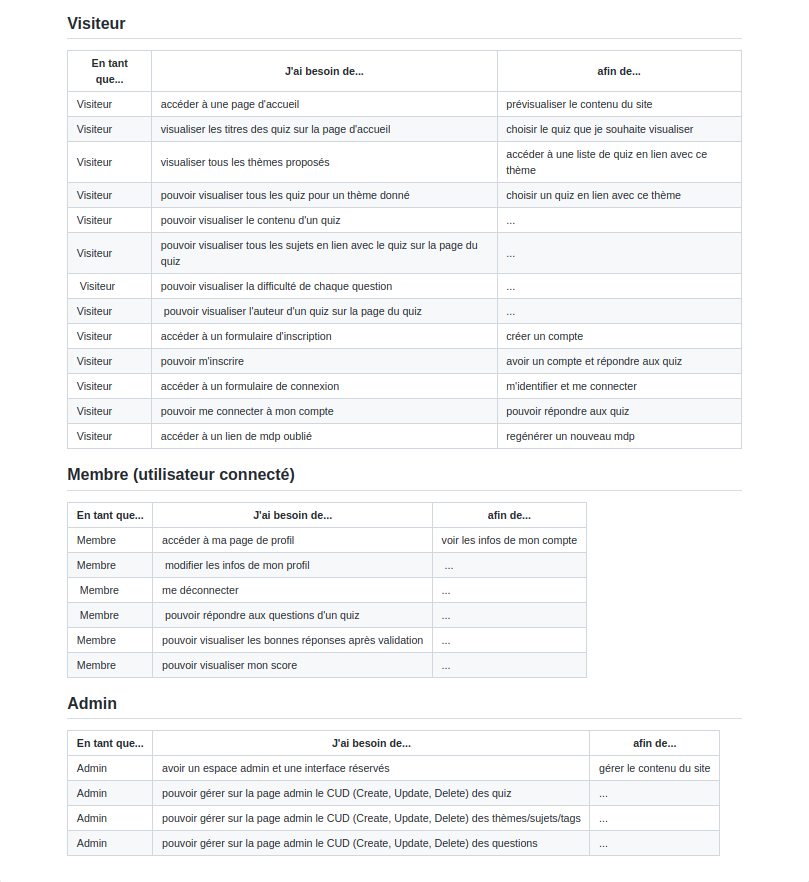 Visiteur
En tant que... J'ai besoin de... afin de...
Visiteur accéder à une page d'accueil prévisualiser le contenu du site
Visiteur visualiser les titres des quiz sur la page d'accueil choisir le quiz que je souhaite visualiser
Visiteur visualiser tous les thèmes proposés accéder à une liste de quiz en lien avec ce thème
Visiteur pouvoir visualiser tous les quiz pour un thème donné choisir un quiz en lien avec ce thème
Visiteur pouvoir visualiser le contenu d'un quiz ...
Visiteur pouvoir visualiser tous les sujets en lien avec le quiz sur la page du quiz ...
Visiteur pouvoir visualiser la difficulté de chaque question ...
Visiteur pouvoir visualiser l'auteur d'un quiz sur la page du quiz ...
Visiteur accéder à un formulaire d'inscription créer un compte
Visiteur pouvoir m'inscrire avoir un compte et répondre aux quiz
Visiteur accéder à un formulaire de connexion m'identifier et me connecter
Visiteur pouvoir me connecter à mon compte pouvoir répondre aux quiz
Visiteur accéder à un lien de mdp oublié regénérer un nouveau mdp
Membre (utilisateur connecté)
En tant que... J'ai besoin de... afin de...
Membre accéder à ma page de profil voir les infos de mon compte
Membre modifier les infos de mon profil ...
Membre me déconnecter ...
Membre pouvoir répondre aux questions d'un quiz ...
Membre pouvoir visualiser les bonnes réponses après validation ...
Membre pouvoir visualiser mon score ...
Admin
En tant que... J'ai besoin de... afin de...
Admin avoir un espace admin et une interface réservés gérer le contenu du site
Admin pouvoir gérer sur la page admin le CUD (Create, Update, Delete) des quiz ...
Admin pouvoir gérer sur la page admin le CUD (Create, Update, Delete) des thèmes/sujets/tags ...
Admin pouvoir gérer sur la page admin le CUD (Create, Update, Delete) des questions ...